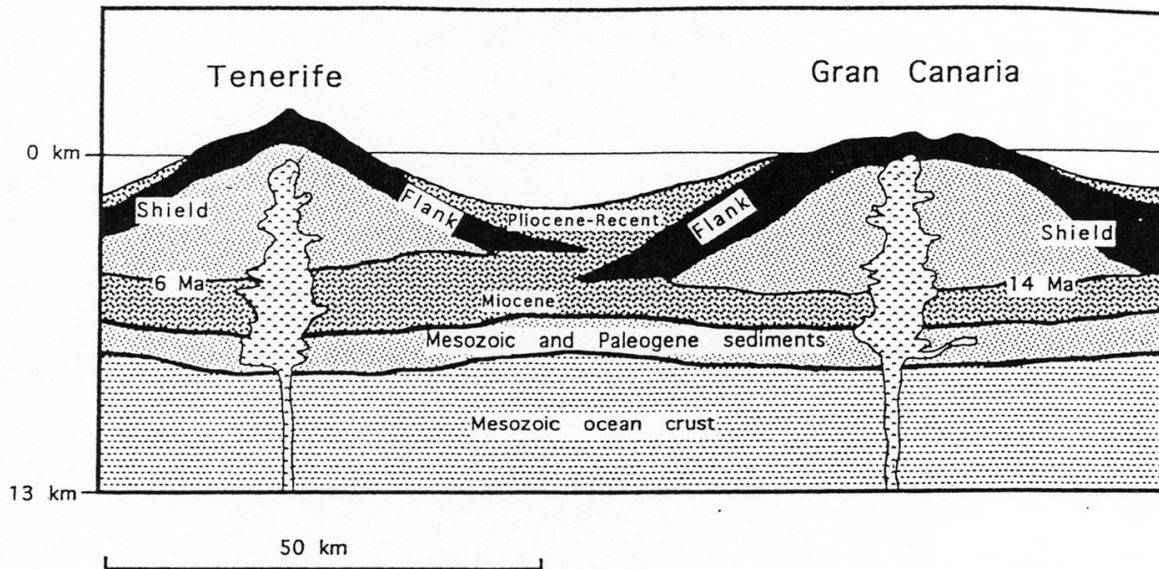 Tenerife
Gran Canaria
0 km
Shield
Flank
Pliocene-Recent
Flank
Shield
6 Ma
14 Ma
Miocene
Mesozoic and Paleogene sediments
Mesozoic ocean crust
13 km
50 km